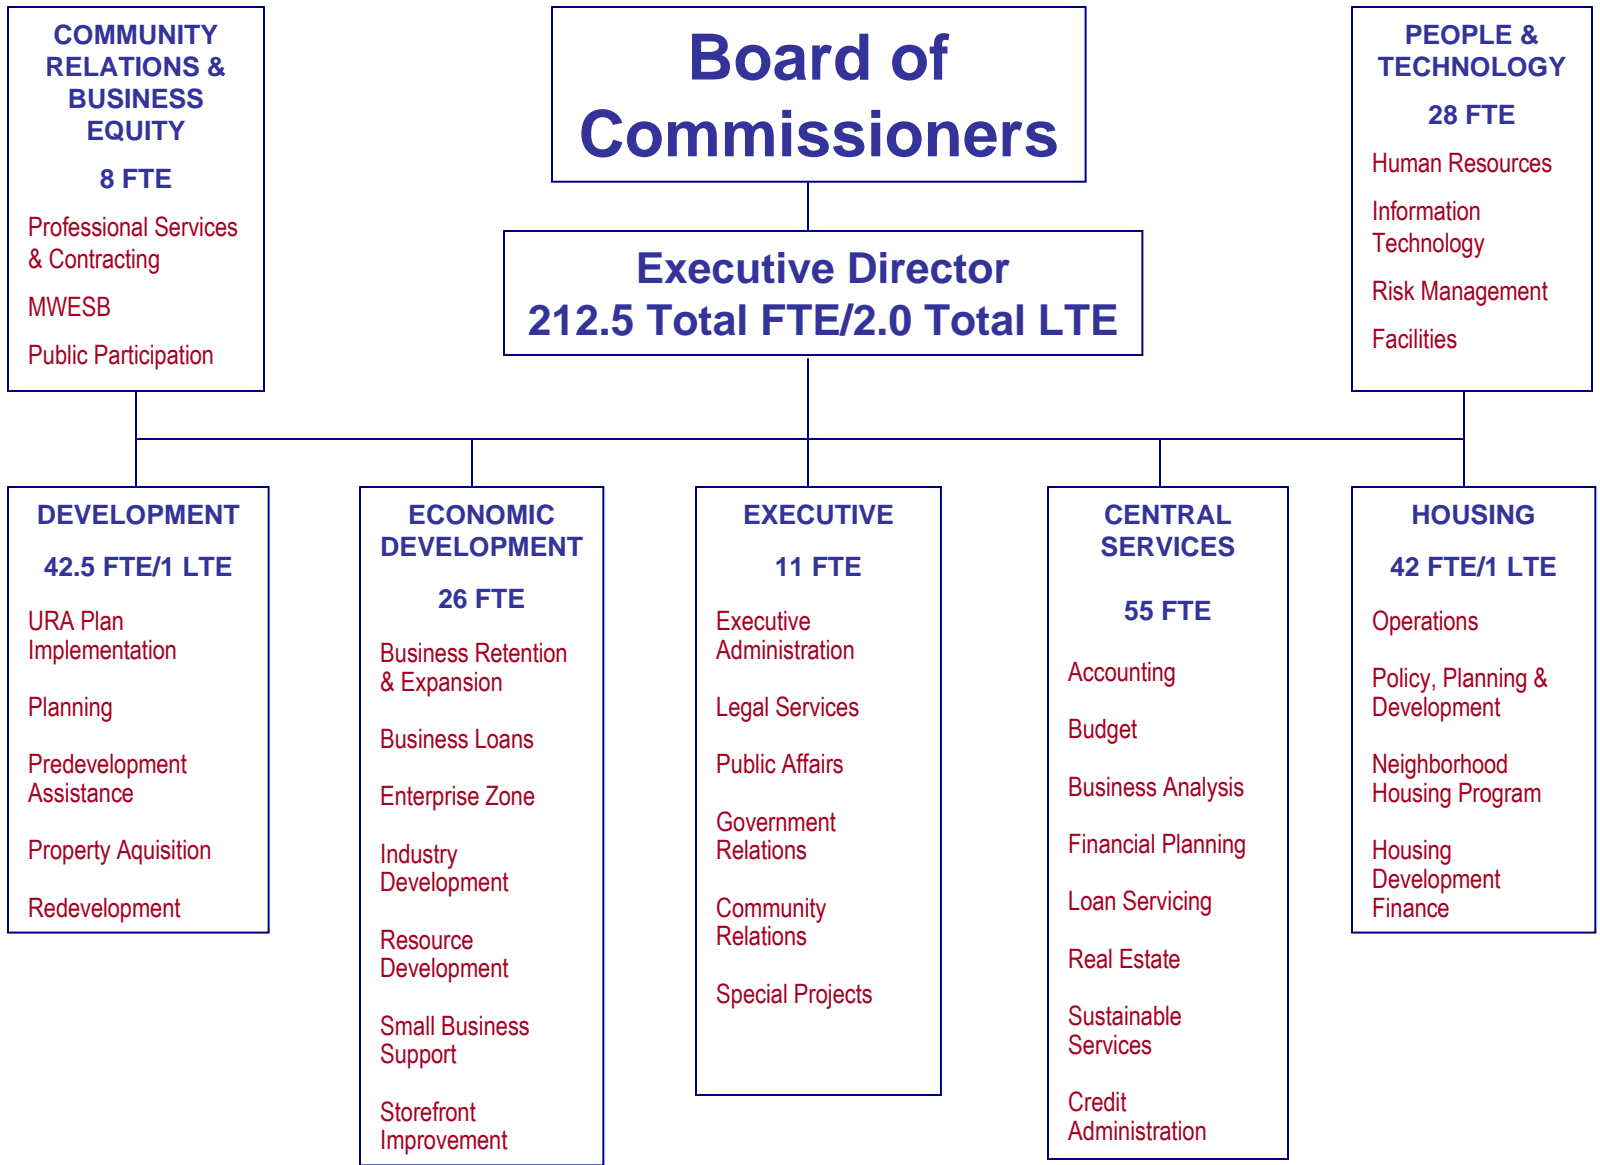 COMMUNITY
RELATIONS &
BUSINESS
EQUITY
8 FTE
Professional Services
& Contracting
MWESB
Public Participation
Board of
Commissioners
Executive Director
212.5 Total FTE/2.0 Total LTE
PEOPLE &
TECHNOLOGY
28 FTE
Human Resources
Information
Technology
Risk Management
Facilities
DEVELOPMENT
42.5 FTE/1 LTE
URA Plan
Implementation
Planning
Predevelopment
Assistance
Property Aquisition
Redevelopment
ECONOMIC
DEVELOPMENT
26 FTE
Business Retention
& Expansion
Business Loans
Enterprise Zone
Industry
Development
Resource
Development
Small Business
Support
Storefront
Improvement
EXECUTIVE
11 FTE
Executive
Administration
Legal Services
Public Affairs
Government
Relations
Community
Relations
Special Projects
CENTRAL
SERVICES
55 FTE
Accounting
Budget
Business Analysis
Financial Planning
Loan Servicing
Real Estate
Sustainable
Services
Credit
Administration
HOUSING
42 FTE/1 LTE
Operations
Policy, Planning &
Development
Neighborhood
Housing Program
Housing
Development
Finance